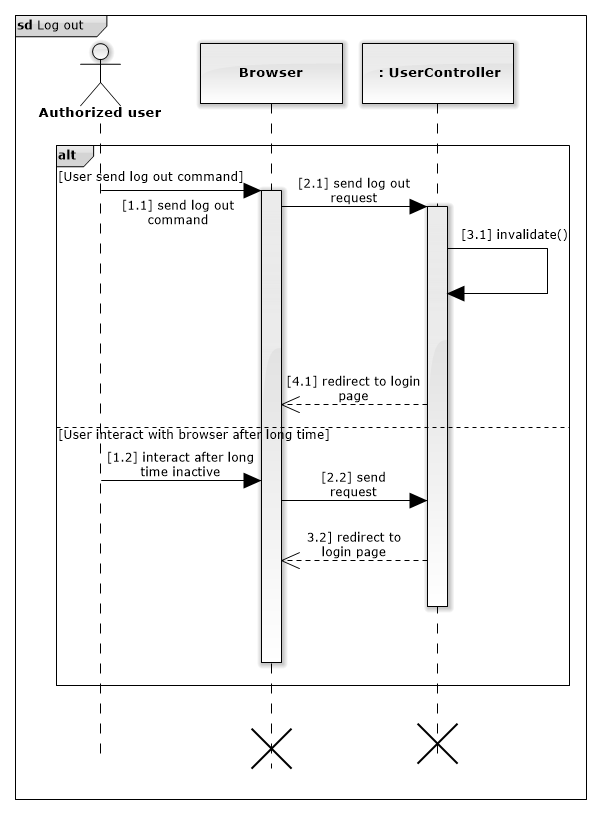 sd Log out
Authorized user
Browser
: UserController
alt
[User send log out command]
[1.1] send log out
command
[2.1] send log out
request
[3.1] invalidate()
[4.1] redirect to login
page
[User interact with browser after long time]
[1.2] interact after long
time inactive
[2.2] send
request
3.2] redirect to
login page